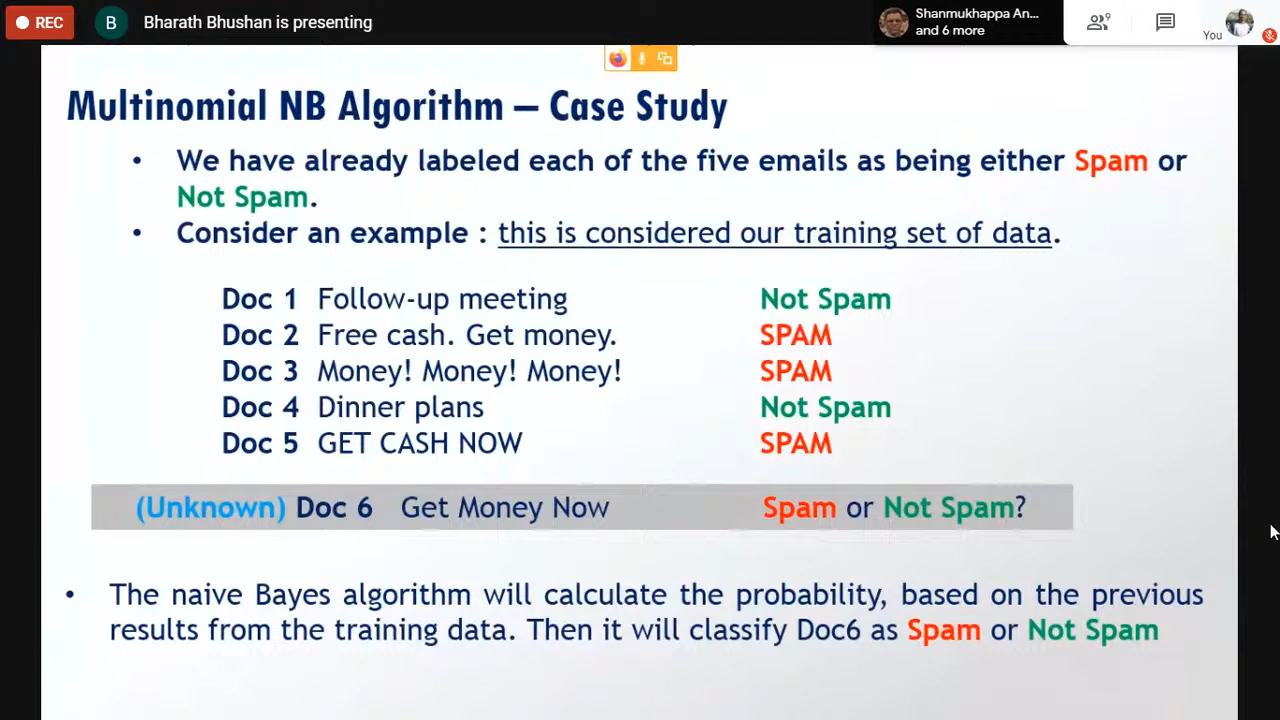 REC
B
Bharath Bhushan is presenting
Shanmukhappa An...
and 6 more
9
You
Multinomial NB Algorithm – Case Study
• We have already labeled each of the five emails as being either Spam or
Not Spam.
• Consider an example : this is considered our training set of data.
Doc 1 Follow-up meeting Not Spam
Doc 2 Free cash. Get money. SPAM
Doc 3 Money! Money! Money! SPAM
Doc 4 Dinner plans Not Spam
Doc 5 GET CASH NOW SPAM
(Unknown) Doc 6 Get Money Now Spam or Not Spam?
• The naive Bayes algorithm will calculate the probability, based on the previous
results from the training data. Then it will classify Doc6 as Spam or Not Spam